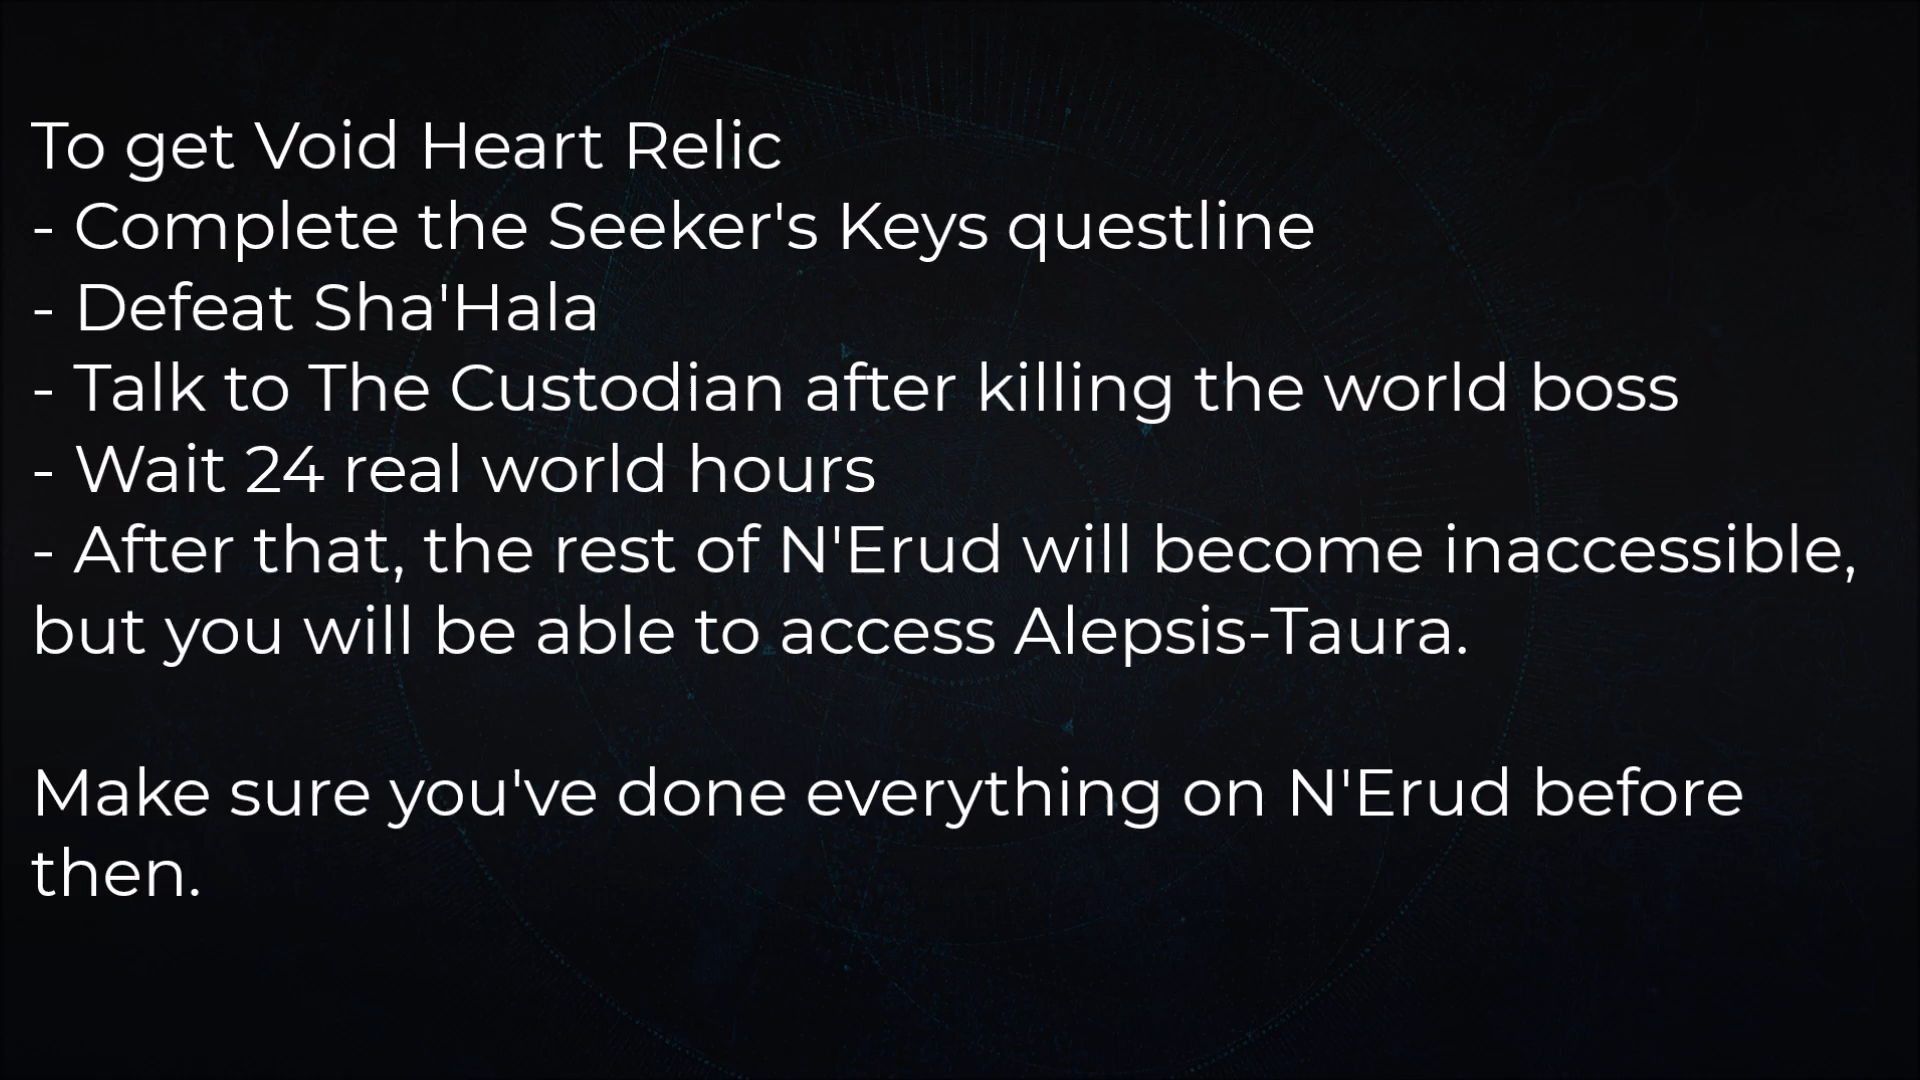 To get Void Heart Relic
- Complete the Seeker's Keys questline
- Defeat Sha'Hala
- Talk to The Custodian after killing the world boss
- Wait 24 real world hours
- After that, the rest of N'Erud will become inaccessible,
but you will be able to access Alepsis-Taura.
Make sure you've done everything on N'Erud before
then.